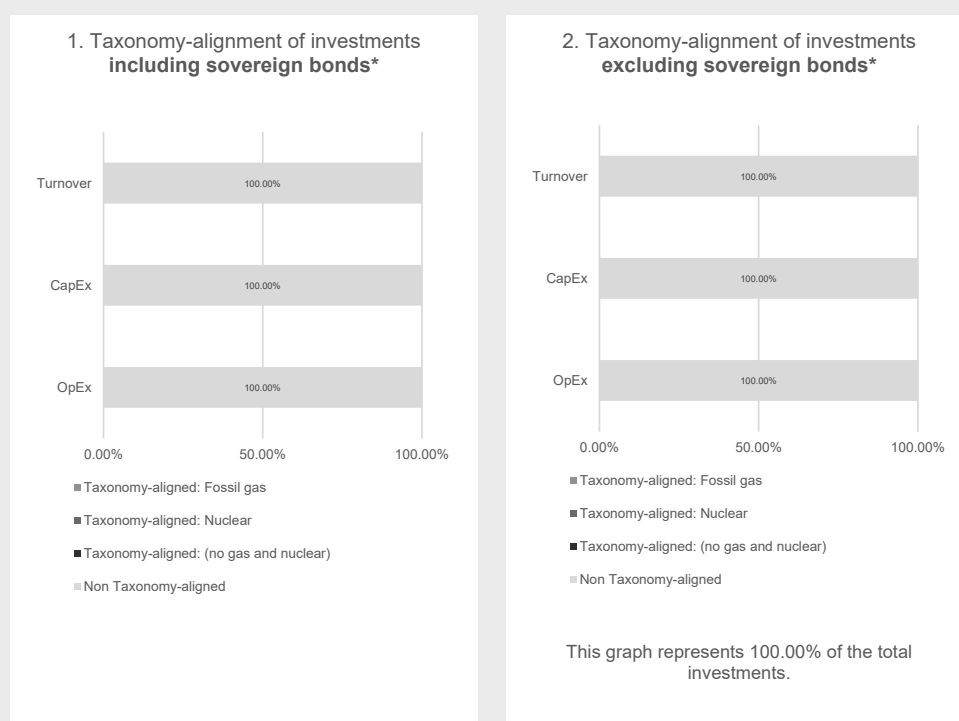 1. Taxonomy-alignment of investments
including sovereign bonds*
Turnover
100.00%
CapEx
100.00%
OpEx
100.00%
0.00% 50.00% 100.00%
Taxonomy-aligned: Fossil gas
Taxonomy-aligned: Nuclear
Taxonomy-aligned: (no gas and nuclear)
Non Taxonomy-aligned
2. Taxonomy-alignment of investments
excluding sovereign bonds*
Turnover
100.00%
CapEx
100.00%
OpEx
100.00%
0.00% 50.00% 100.00%
Taxonomy-aligned: Fossil gas
Taxonomy-aligned: Nuclear
Taxonomy-aligned: (no gas and nuclear)
Non Taxonomy-aligned
This graph represents 100.00% of the total
investments.